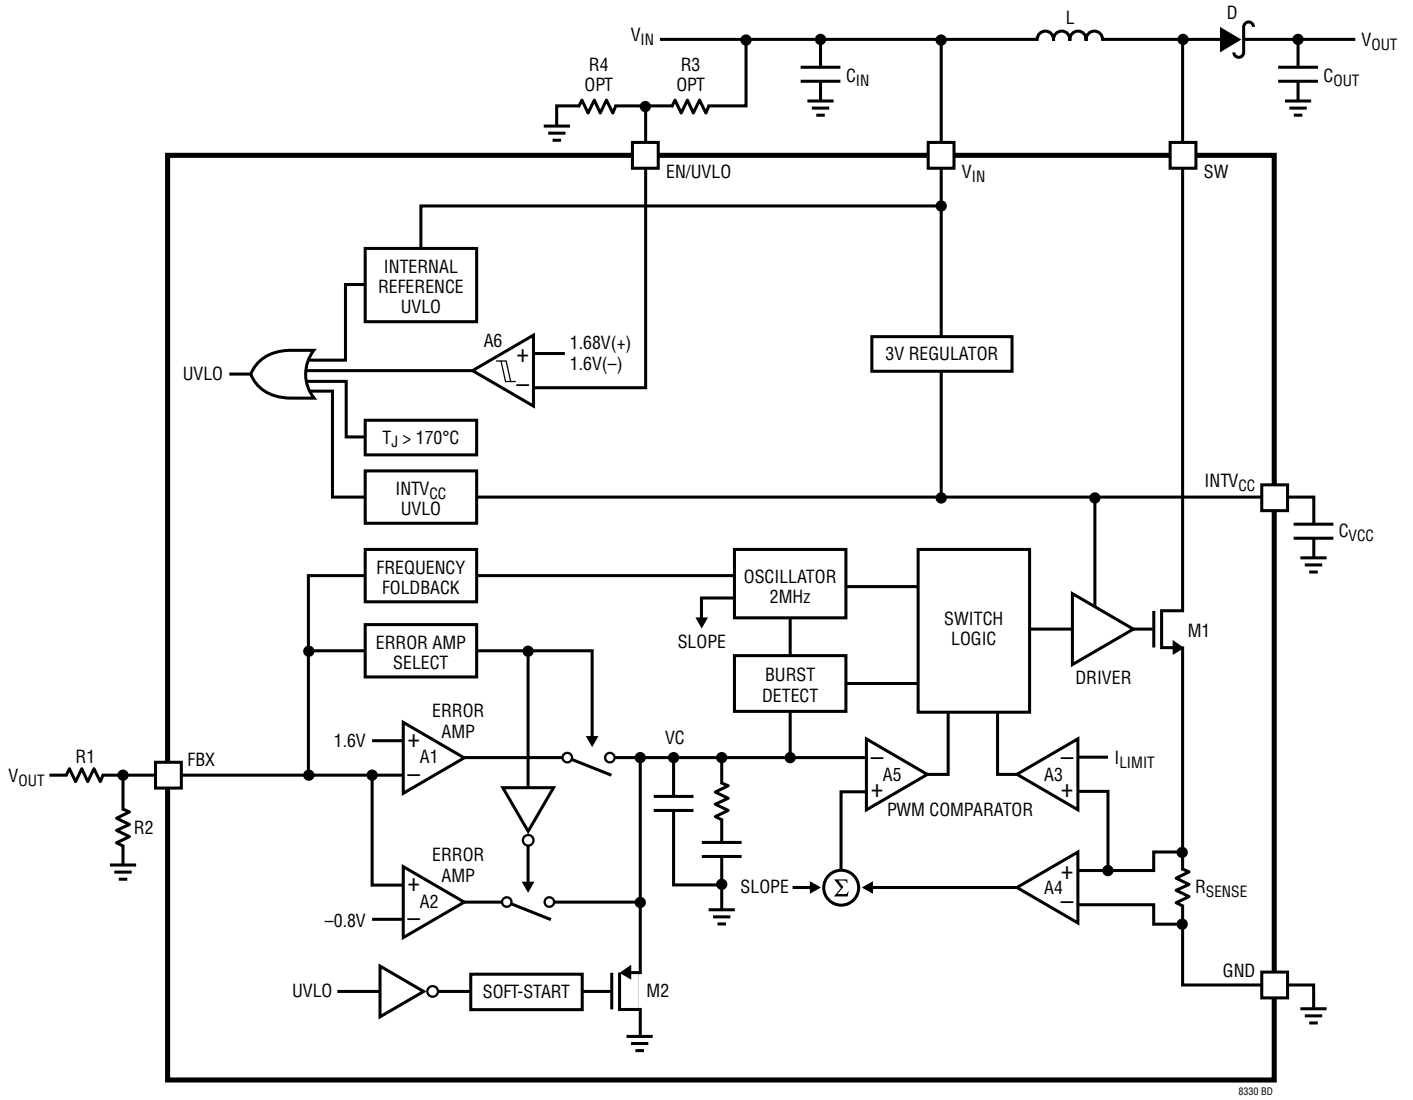 D
L
VIN
VOUT
R4
OPT
R3
OPT
CIN
COUT
EN/UVLO
VIN
SW
INTERNAL
REFERENCE
UVLO
A6
+
–
1.68V(+)
1.6V(–)
3V REGULATOR
UVLO
TJ > 170°C
INTVCC
UVLO
INTVCC
CVCC
FREQUENCY
FOLDBACK
OSCILLATOR
2MHz
SWITCH
LOGIC
SLOPE
M1
ERROR AMP
SELECT
BURST
DETECT
DRIVER
ERROR
AMP
1.6V
+
A1
–
VC
–
A5
+
PWM COMPARATOR
–
A3
+
ILIMIT
R1
FBX
VOUT
R2
ERROR
AMP
+
A2
–
–0.8V
SLOPE
Σ
+
A4
–
RSENSE
GND
UVLO
SOFT-START
M2
8330 BD